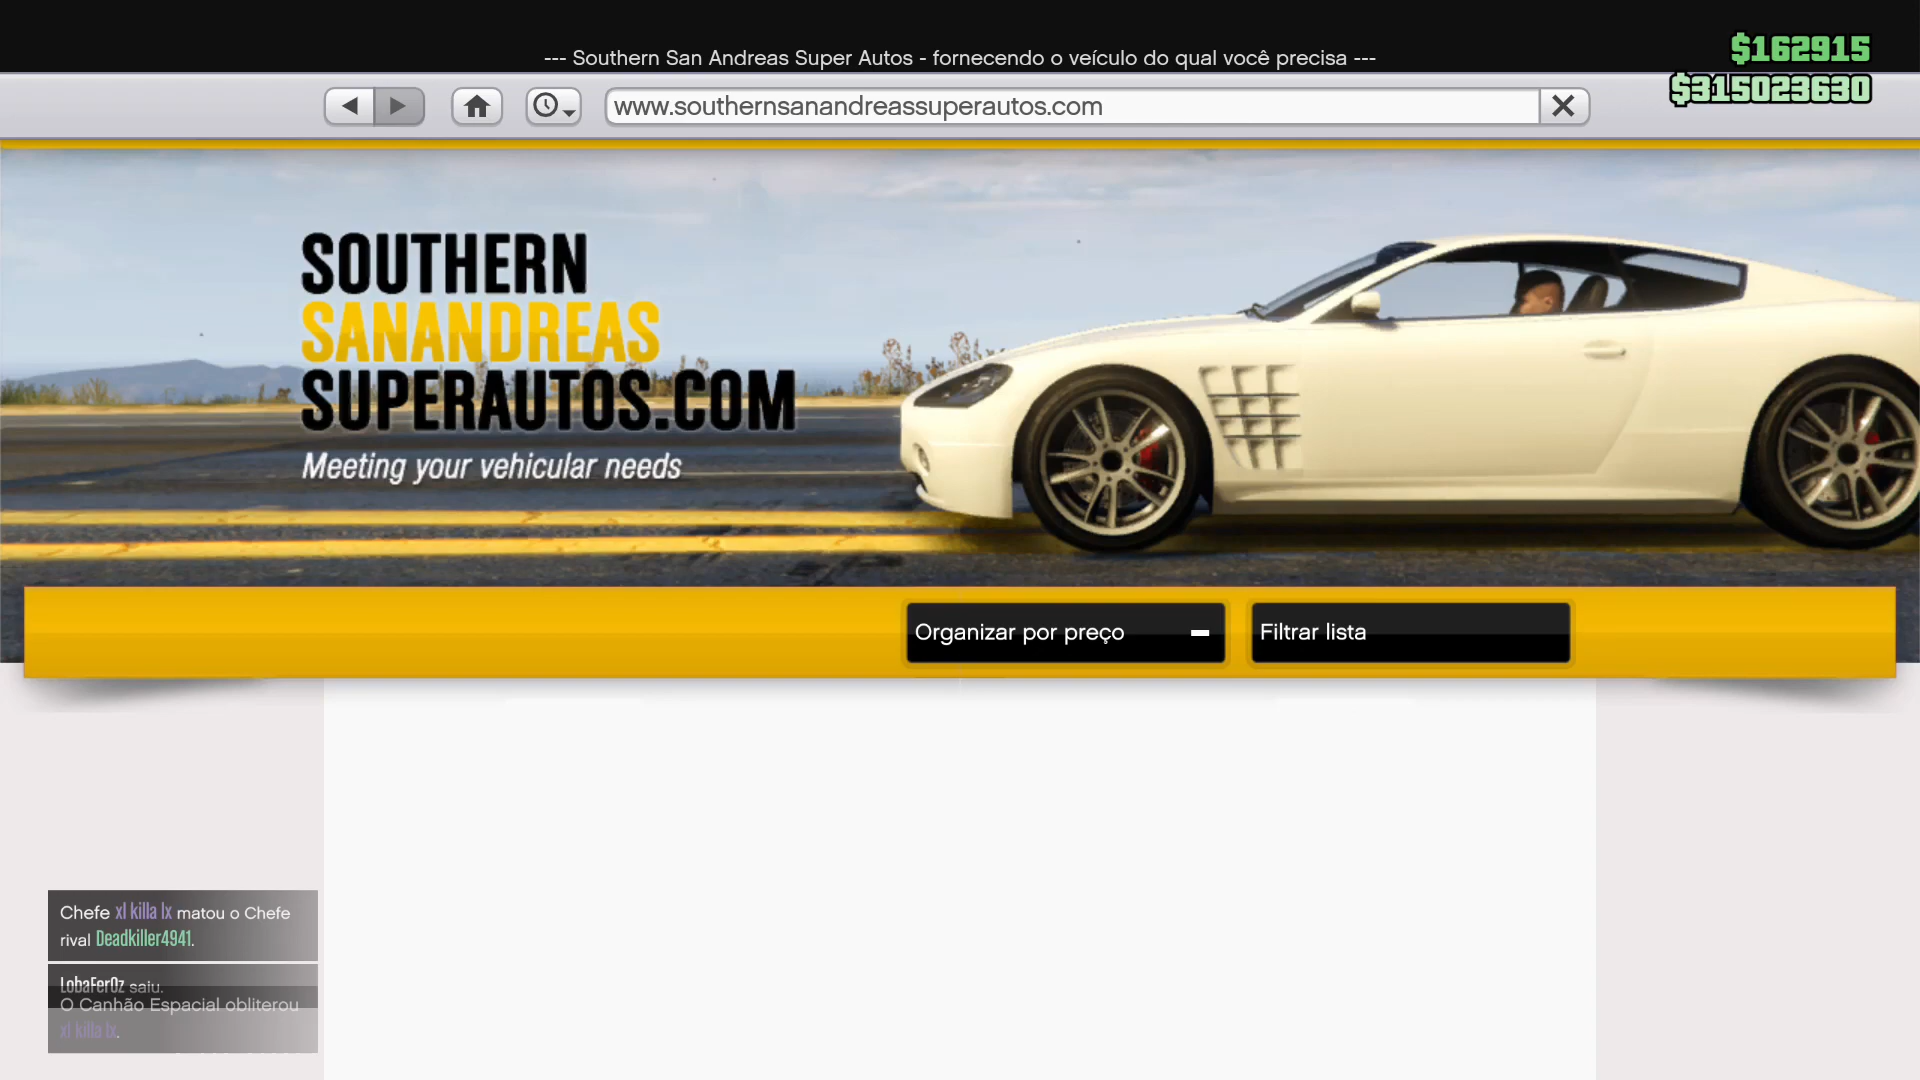 --- Southern San Andreas Super Autos - fornecendo o veículo do qual você precisa ---
$162915
$315023630
www.southernsanandreassuperautos.com
SOUTHERN
SANANDREAS
SUPERAUTOS.COM
Meeting your vehicular needs
Organizar por preço
Filtrar lista
Chefe xl killa lx matou o Chefe
rival Deadkiller4941.
LobaFer0z saiu.
O Canhão Espacial obliterou
xl killa lx.